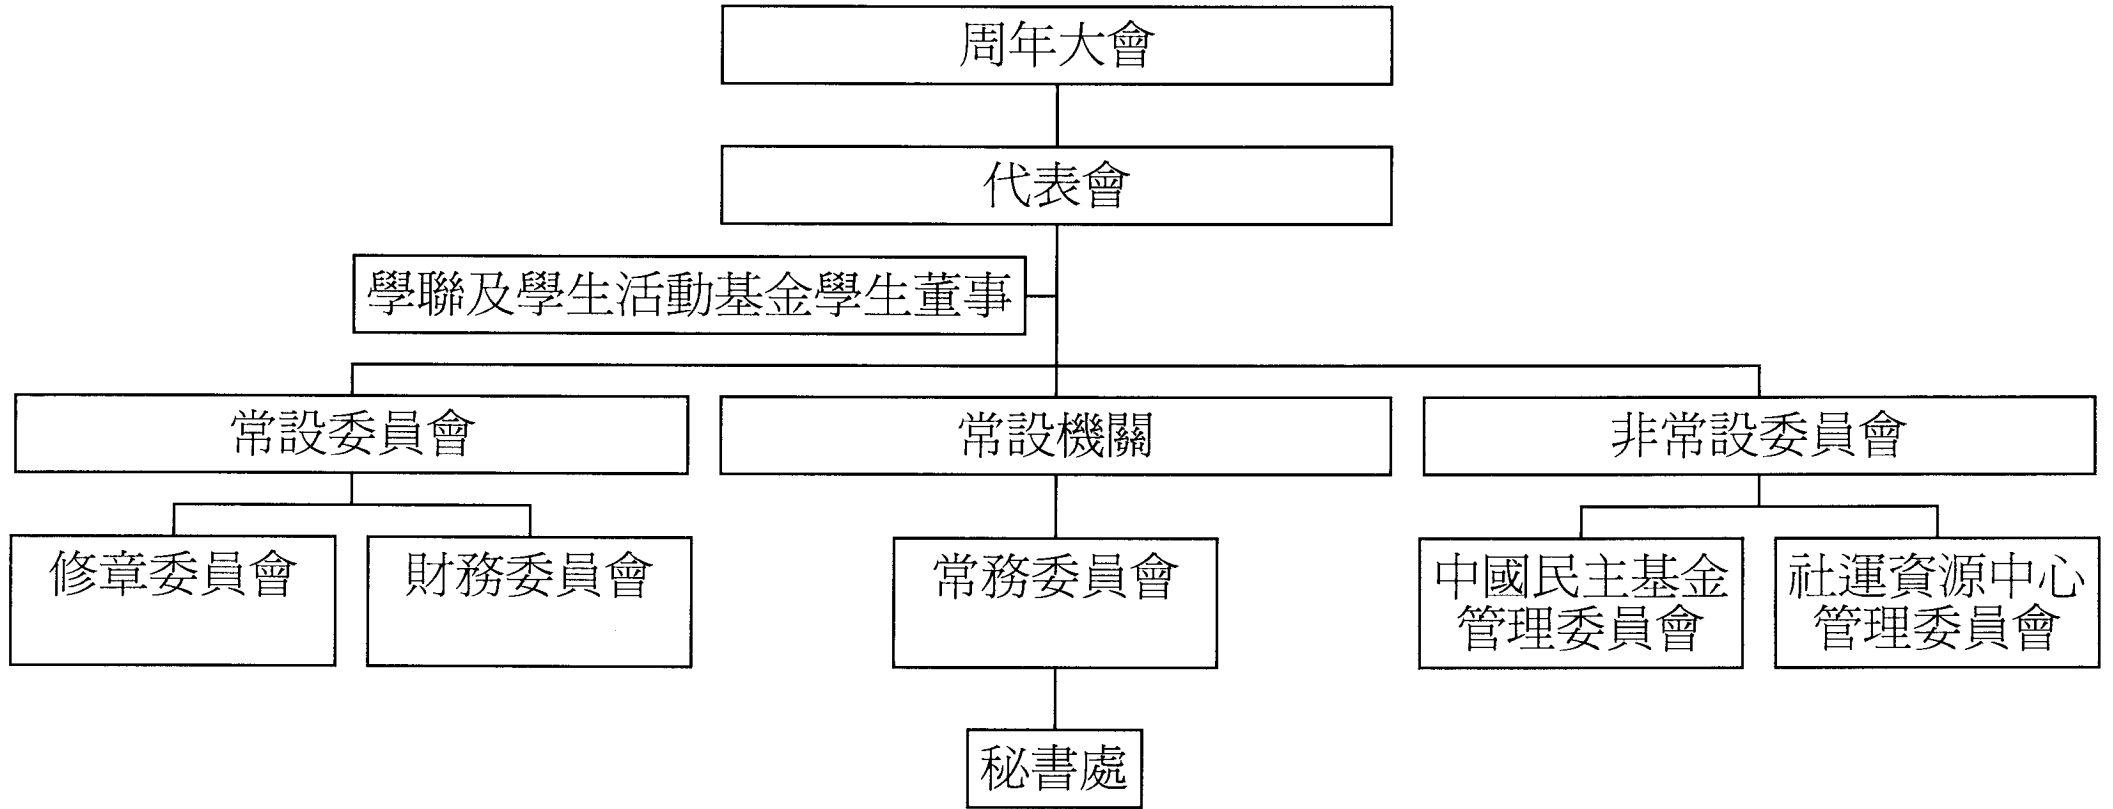 周年大會
代表會
學聯及學生活動基金學生董事
常設委員會
常設機關
非常設委員會
修章委員會
財務委員會
常務委員會
中國民主基金
管理委員會
社運資源中心
管理委員會
秘書處